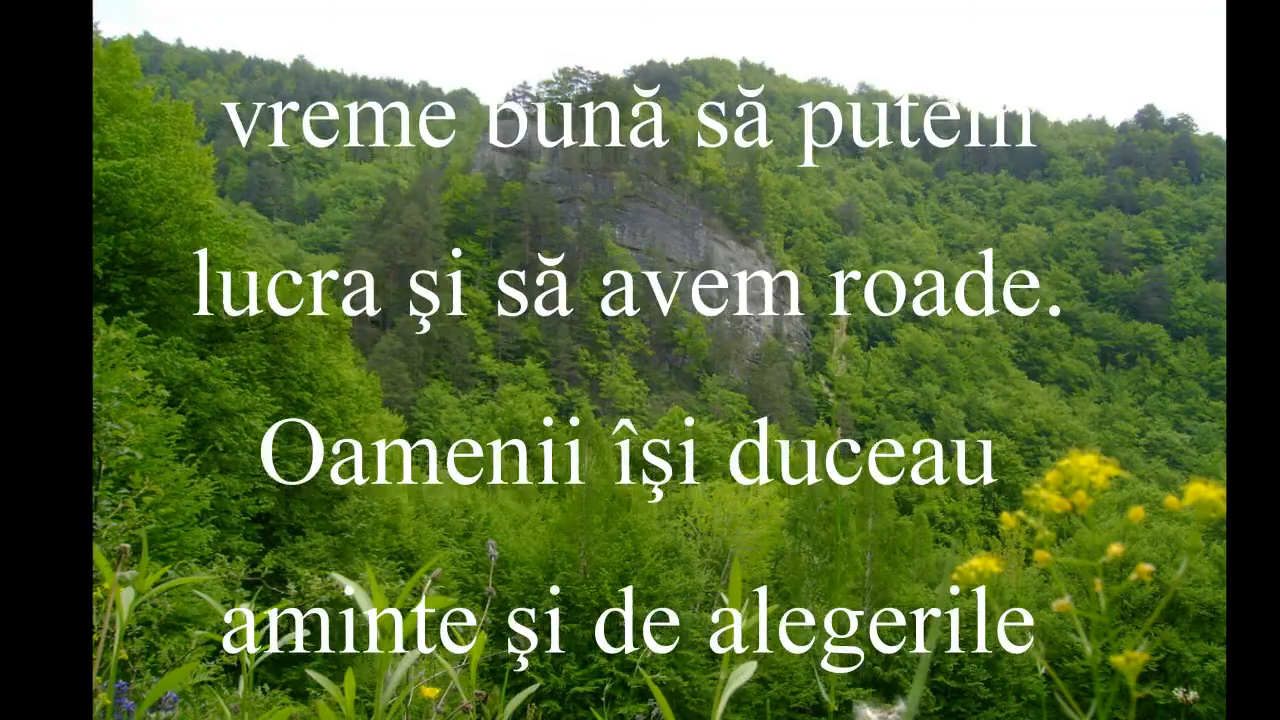 vreme bună să putem
lucra şi să avem roade.
Oamenii îşi duceau
aminte şi de alegerile